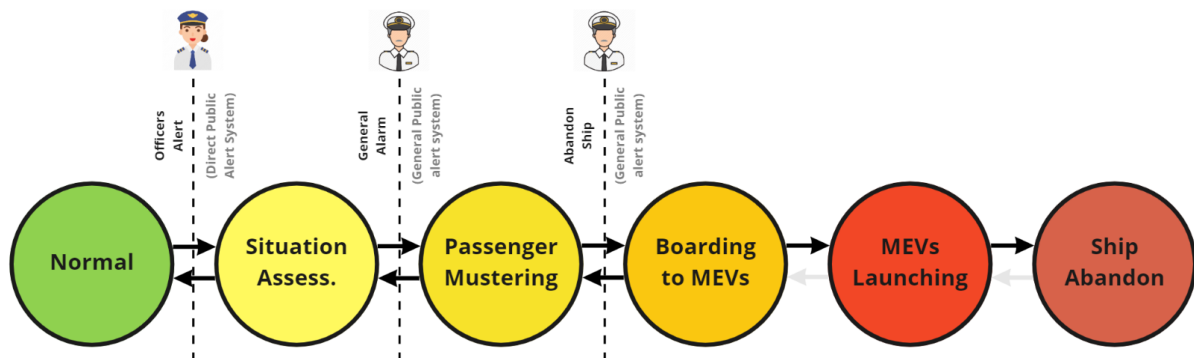 Officers
Alert
(Direct Public
Alert System)
General
Alarm
(General Public
alert system)
Abandon
Ship
(General Public
alert system)
Normal
Situation
Assess.
Passenger
Mustering
Boarding
to MEVs
MEVs
Launching
Ship
Abandon